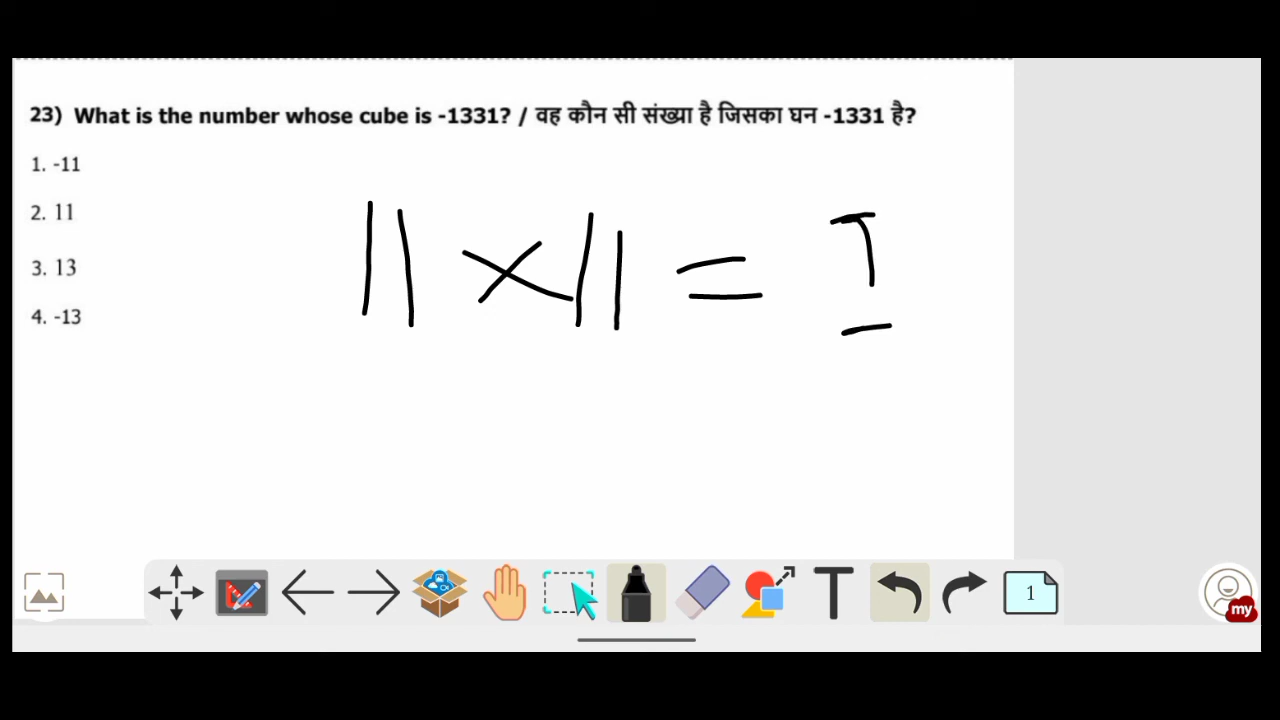 23) What is the number whose cube is -1331? / वह कौन सी संख्या है जिसका घन -1331 है?
1. -11
2. 11
3. 13
4. -13
11 × 11 =
T
1
my